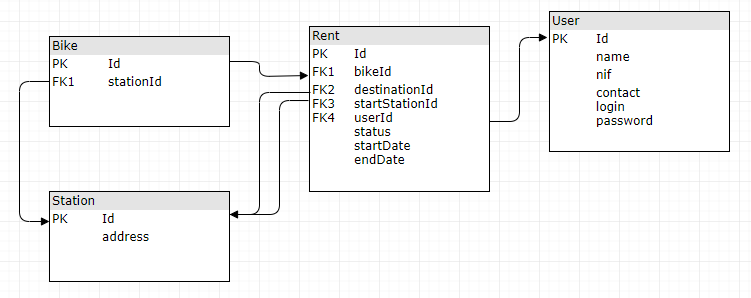 Bike
PK Id
FK1 stationId
Rent
PK Id
FK1 bikeId
FK2 destinationId
FK3 startStationId
FK4 userId
status
startDate
endDate
User
PK Id
name
nif
contact
login
password
Station
PK Id
address